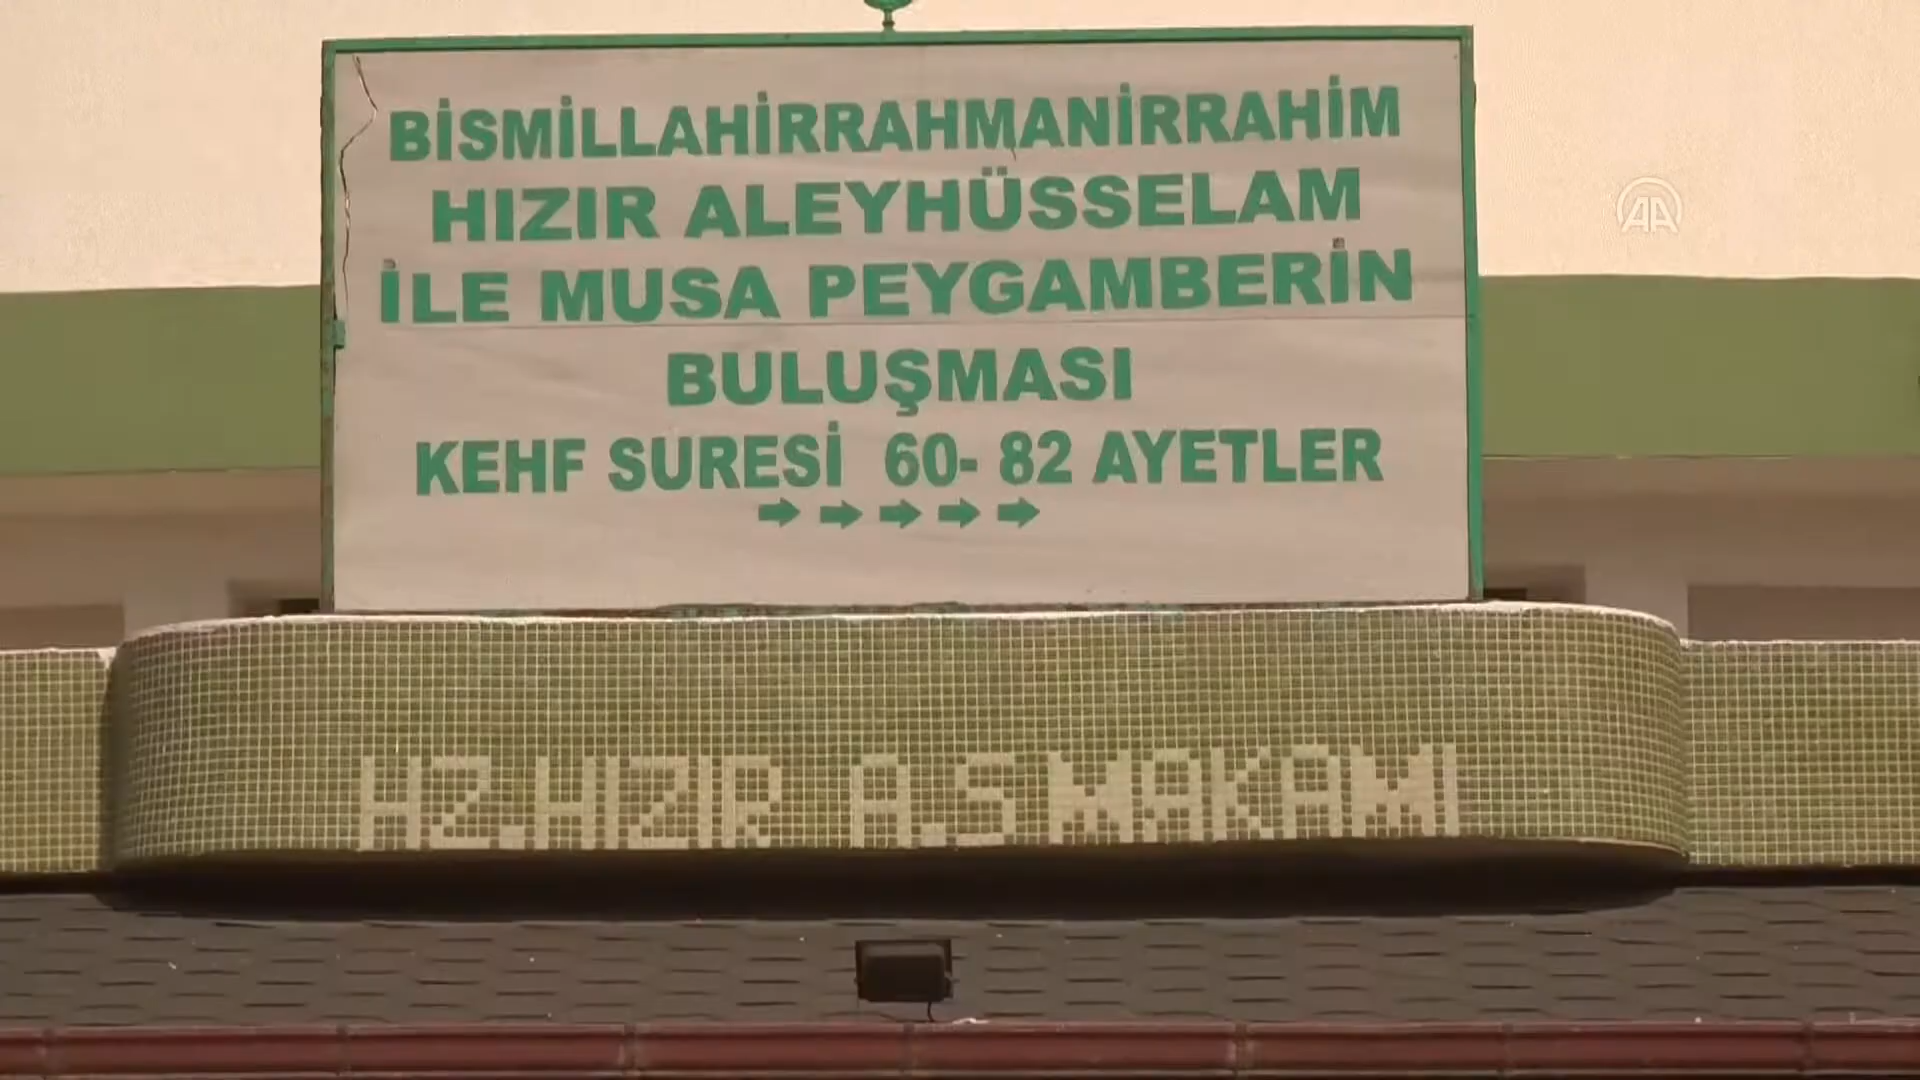 BİSMİLLAHİRRAHMANİRRAHİM
HIZIR ALEYHÜSSELAM
İLE MUSA PEYGAMBERİN
BULUŞMASI
KEHF SURESİ 60- 82 AYETLER
HZ.HIZIR A.S MAKAMI
AA